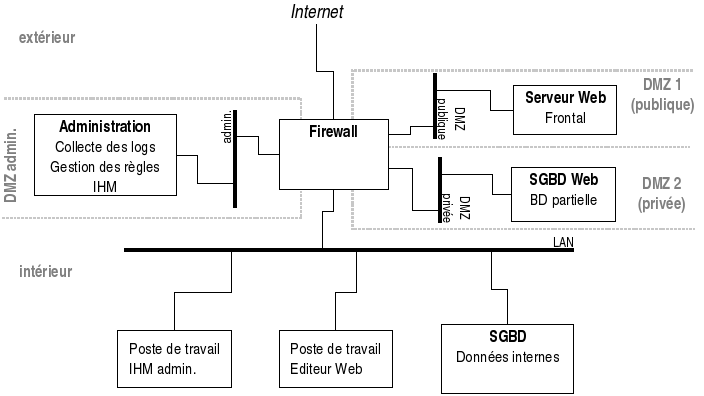 Internet
extérieur
DMZ 1
(publique)
Serveur Web
Frontal
DMZ
publique
Firewall
admin.
Administration
Collecte des logs
Gestion des règles
IHM
DMZ admin.
SGBD Web
BD partielle
DMZ 2
(privée)
DMZ
privée
LAN
intérieur
Poste de travail
IHM admin.
Poste de travail
Editeur Web
SGBD
Données internes